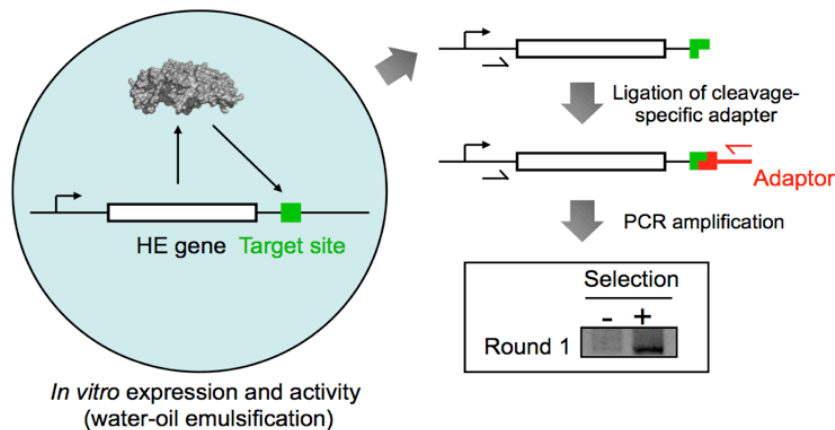 HE gene Target site
In vitro expression and activity
(water-oil emulsification)
Ligation of cleavage-
specific adapter
Adaptor
PCR amplification
Selection
- +
Round 1